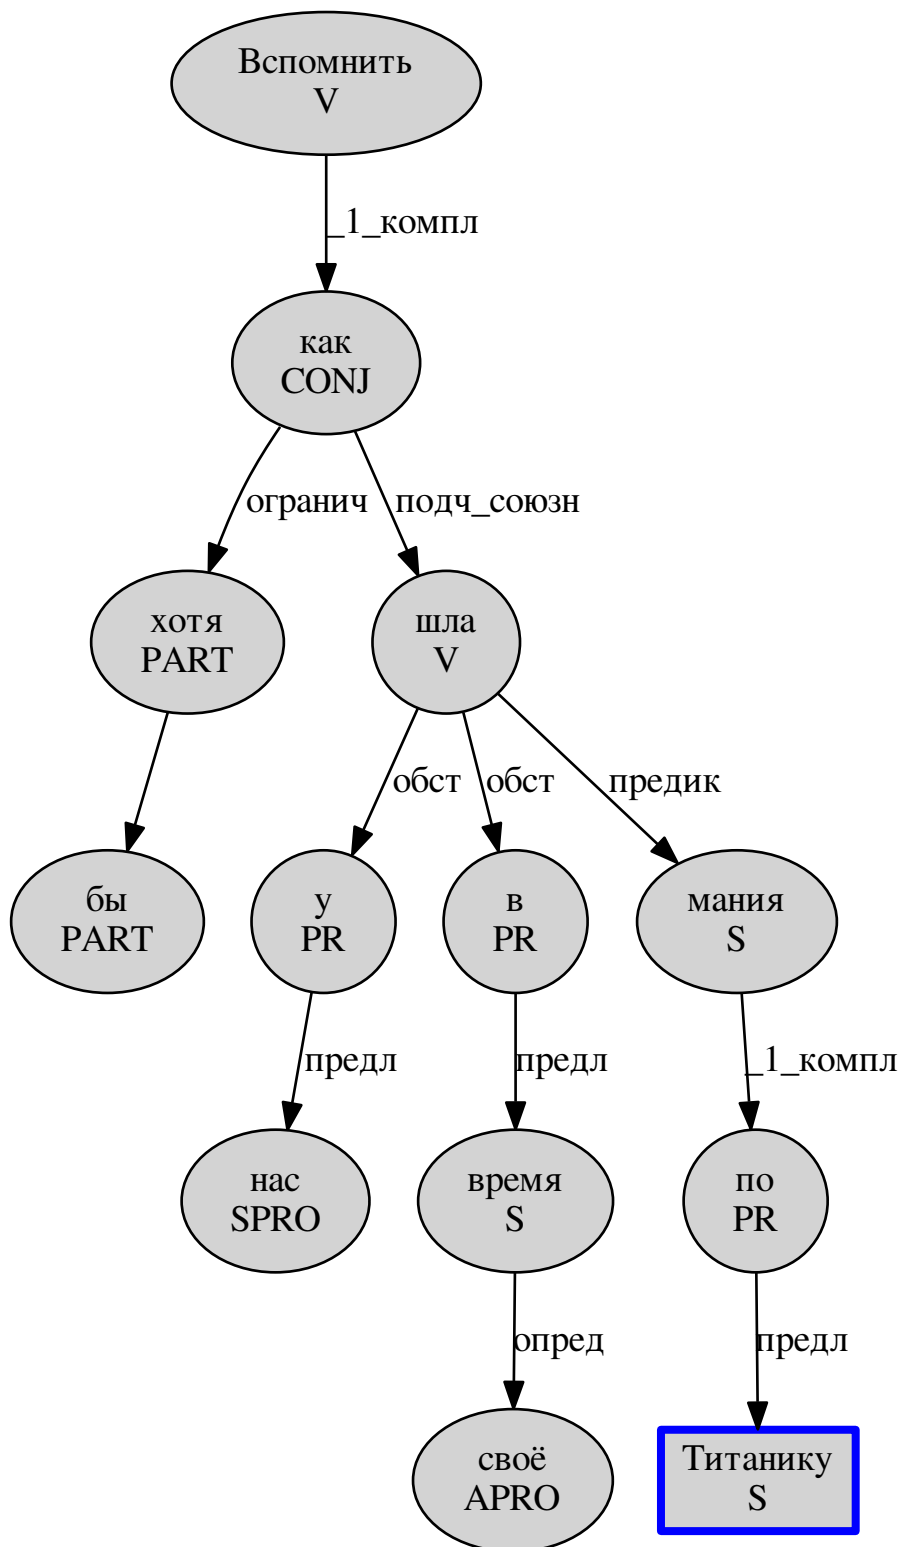 Вспомнить
V
_1_компл
как
CONJ
огранич
подч_союзн
хотя
PART
шла
V
обст
обст
предик
бы
PART
у
PR
в
PR
мания
S
предл
предл
_1_компл
нас
SPRO
время
S
по
PR
опред
предл
своё
APRO
Титанику
S